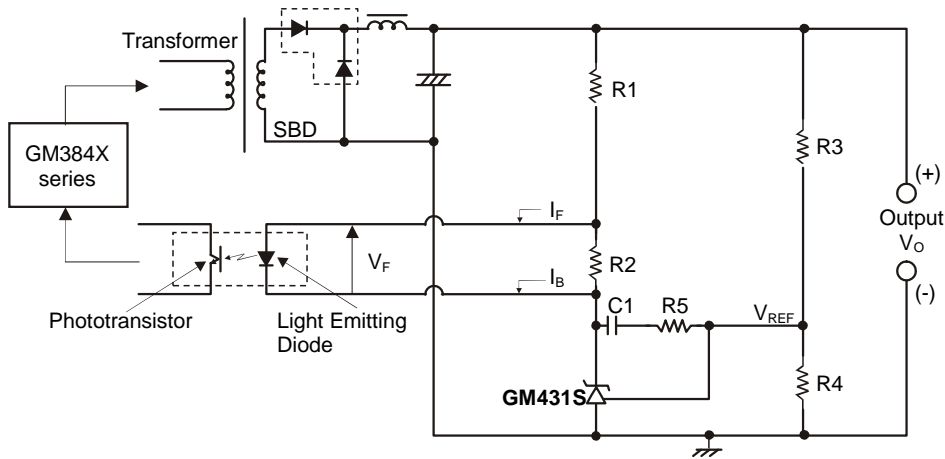 Transformer
SBD
R1
GM384X
series
R3
(+)
Output
V_O
(-)
I_F
V_F
R2
I_B
Phototransistor
Light Emitting
Diode
C1
R5
V_REF
GM431S
R4